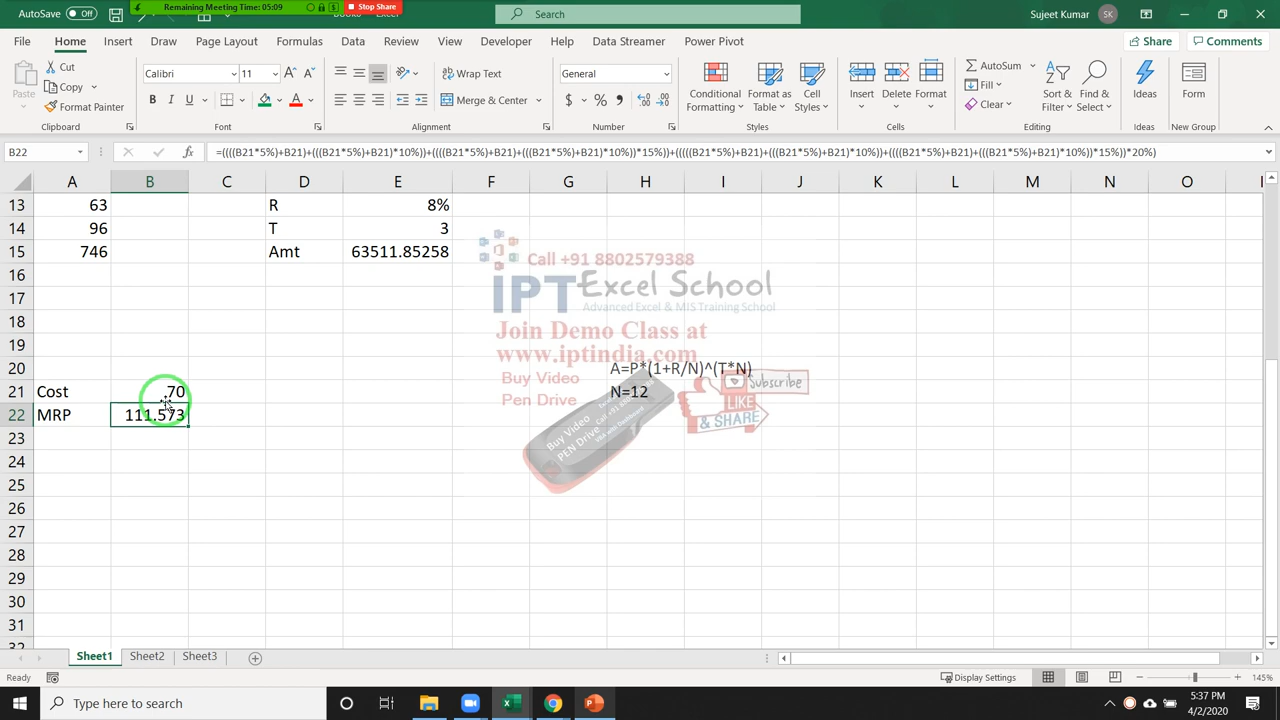 Remaining Meeting Time: 05:09
Stop Share
AutoSave Off
Excel
Search
Sujeet Kumar
SK
File Home Insert Draw Page Layout Formulas Data Review View Developer Help Data Streamer Power Pivot
Share
Comments
Paste
Cut
Copy
Format Painter
Clipboard
Calibri 11
B I U
Font
Wrap Text
Merge & Center
Alignment
General
$ % ,
Number
Conditional Formatting
Format as Table
Cell Styles
Styles
Insert
Delete
Format
Cells
AutoSum
Fill
Clear
Sort & Filter
Find & Select
Editing
Ideas
Ideas
Form
New Group
B22
fx
=((((B21*5%)+B21)+(((B21*5%)+B21)*10%))+((((B21*5%)+B21)+(((B21*5%)+B21)*10%))*15%))+(((((B21*5%)+B21)+(((B21*5%)+B21)*10%))+((((B21*5%)+B21)+(((B21*5%)+B21)*10%))*15%))*20%)
A B C D E F G H I J K L M N O
13 63 R 8%
14 96 T 3
15 746 Amt 63511.85258
16
17
18
19
20 A=P*(1+R/N)^(T*N)
21 Cost 70 N=12
22 MRP 111.573
23
24
25
26
27
28
29
30
31
32
Call +91 8802579388
IPT Excel School
Advanced Excel & MIS Training School
Join Demo Class at
www.iptindia.com
Buy Video
Pen Drive
Buy Video
PEN Drive
Subscribe
LIKE
& SHARE
Sheet1 Sheet2 Sheet3
Ready
Display Settings
145%
Type here to search
5:37 PM
4/2/2020